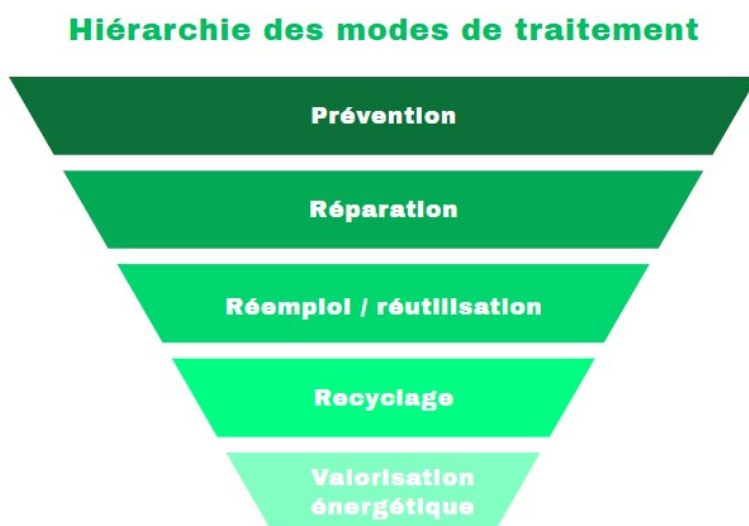 Hiérarchie des modes de traitement
Prévention
Réparation
Réemploi / réutilisation
Recyclage
Valorisation
énergétique